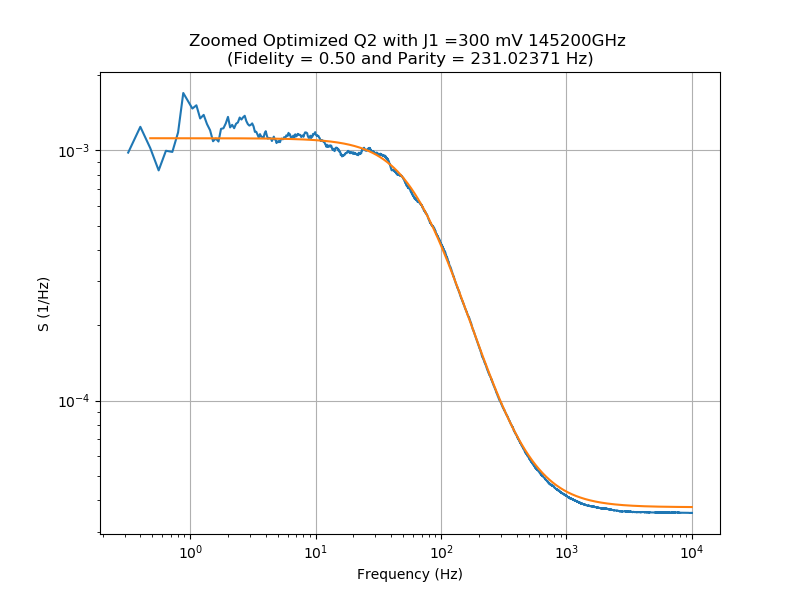 Zoomed Optimized Q2 with J1 =300 mV 145200GHz
(Fidelity = 0.50 and Parity = 231.02371 Hz)
10⁻³
10⁻⁴
S (1/Hz)
10⁰ 10¹ 10² 10³ 10⁴
Frequency (Hz)